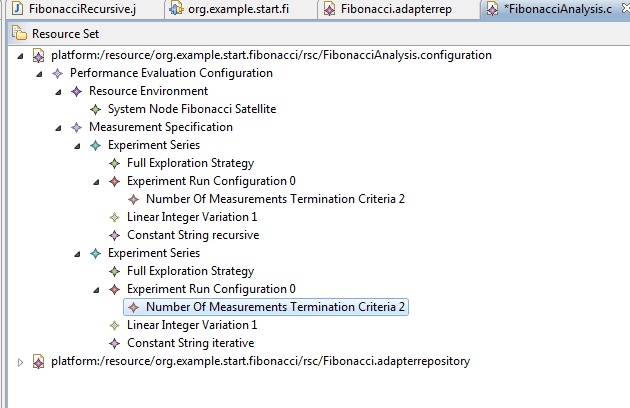 FibonacciRecursive.j org.example.start.fi Fibonacci.adapterrep *FibonacciAnalysis.c
Resource Set
platform:/resource/org.example.start.fibonacci/rsc/FibonacciAnalysis.configuration
Performance Evaluation Configuration
Resource Environment
System Node Fibonacci Satellite
Measurement Specification
Experiment Series
Full Exploration Strategy
Experiment Run Configuration 0
Number Of Measurements Termination Criteria 2
Linear Integer Variation 1
Constant String recursive
Experiment Series
Full Exploration Strategy
Experiment Run Configuration 0
Number Of Measurements Termination Criteria 2
Linear Integer Variation 1
Constant String iterative
platform:/resource/org.example.start.fibonacci/rsc/Fibonacci.adapterrepository